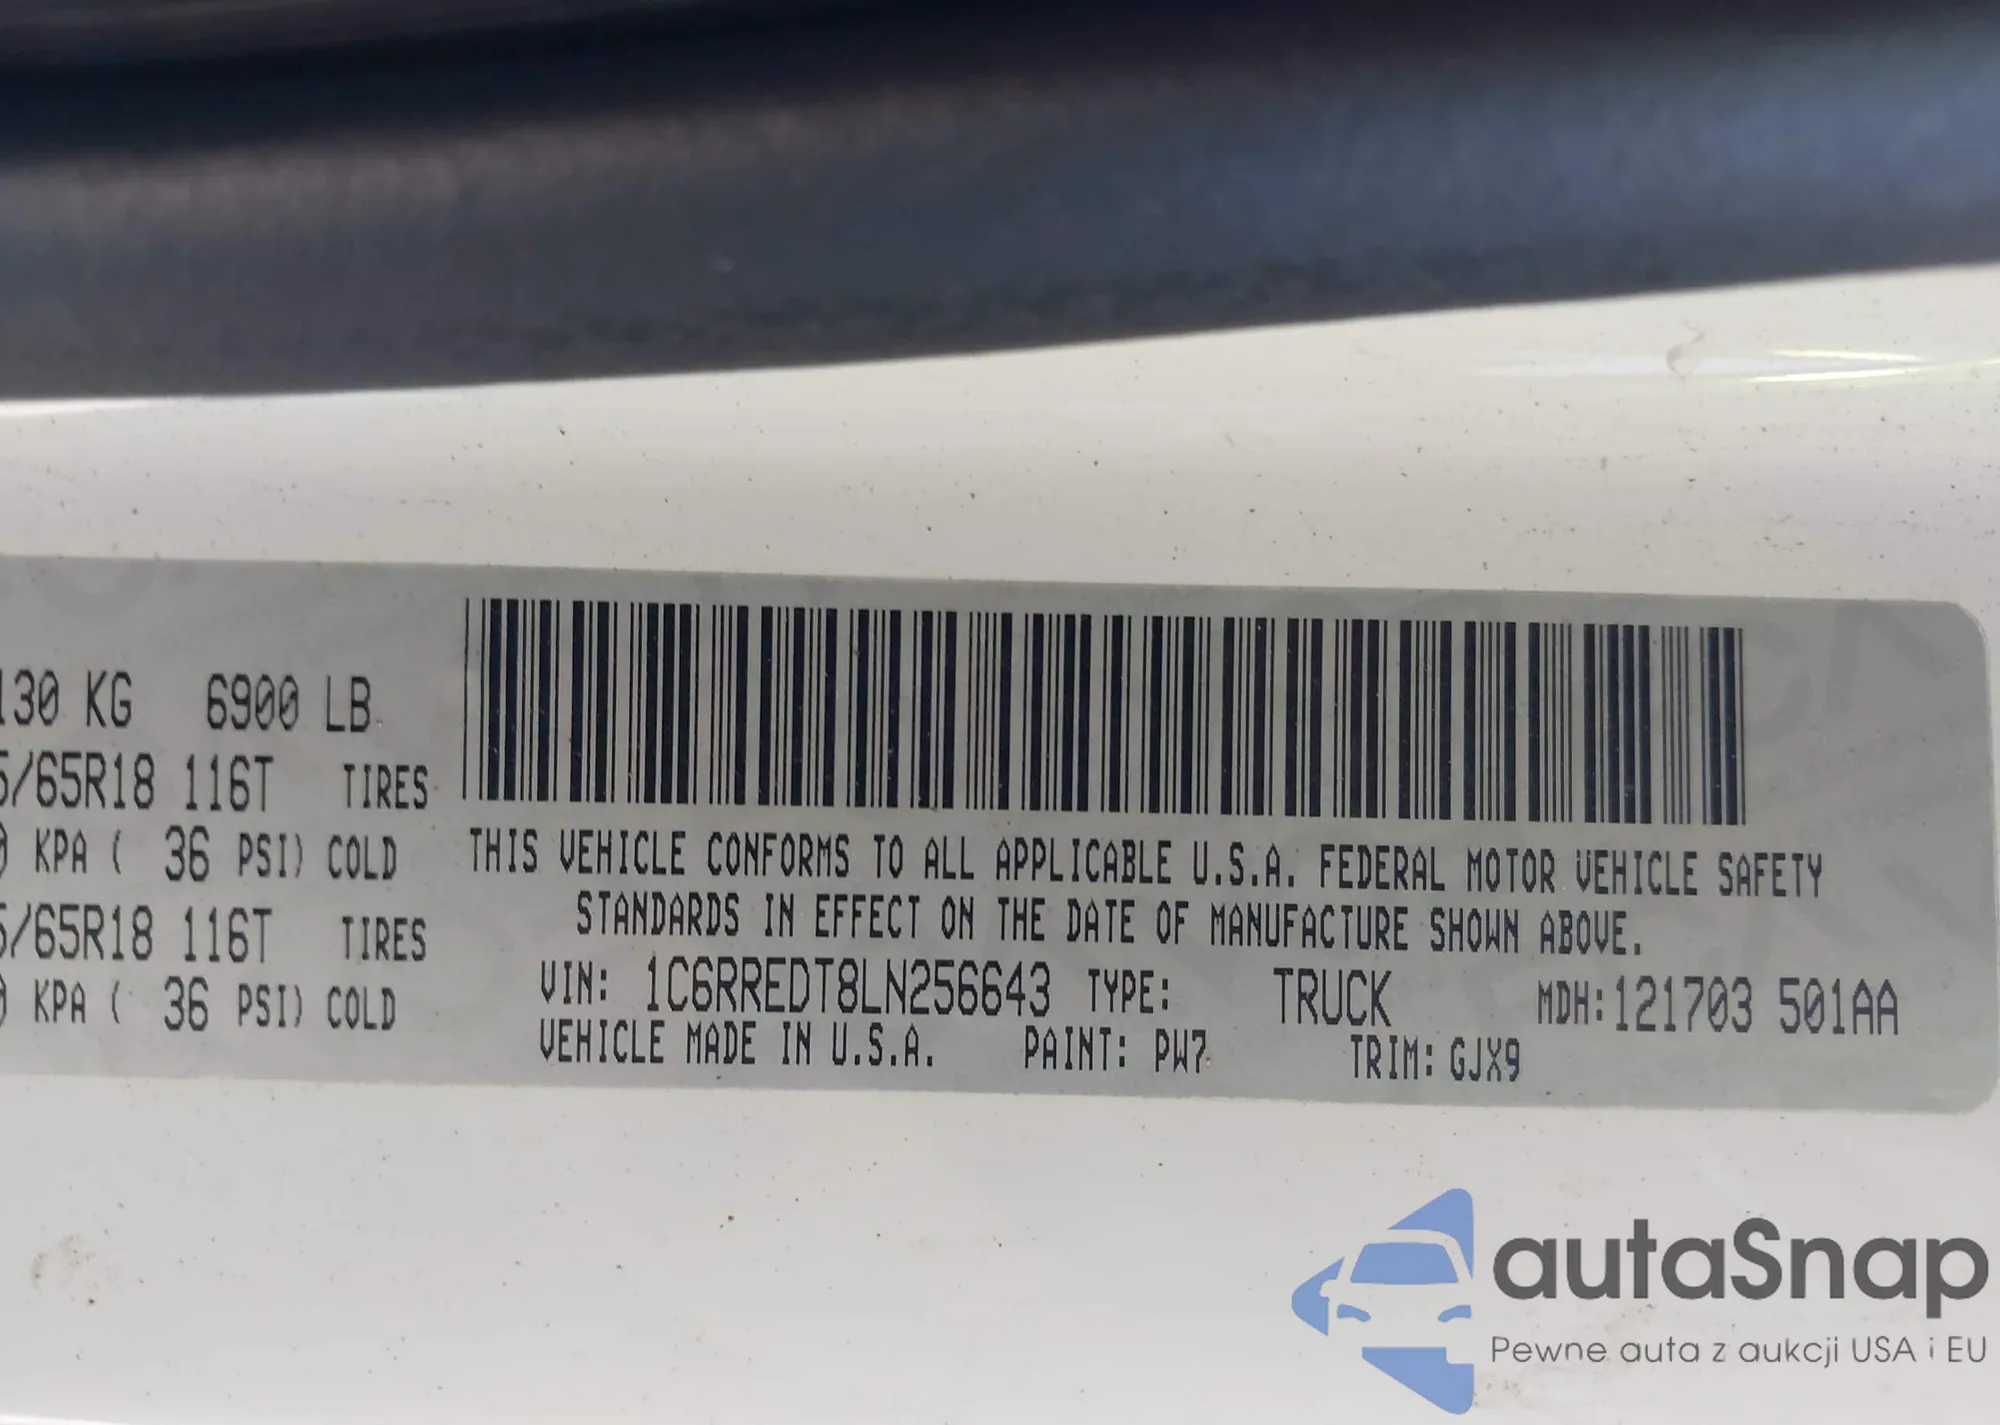 130 KG 6900 LB
5/65R18 116T TIRES
0 KPA ( 36 PSI) COLD
5/65R18 116T TIRES
0 KPA ( 36 PSI) COLD
THIS VEHICLE CONFORMS TO ALL APPLICABLE U.S.A. FEDERAL MOTOR VEHICLE SAFETY
STANDARDS IN EFFECT ON THE DATE OF MANUFACTURE SHOWN ABOVE.
VIN: 1C6RREDT8LN256643 TYPE: TRUCK MDH:121703 501AA
VEHICLE MADE IN U.S.A. PAINT: PW7 TRIM: GJX9
autaSnap
Pewne auta z aukcji USA i EU